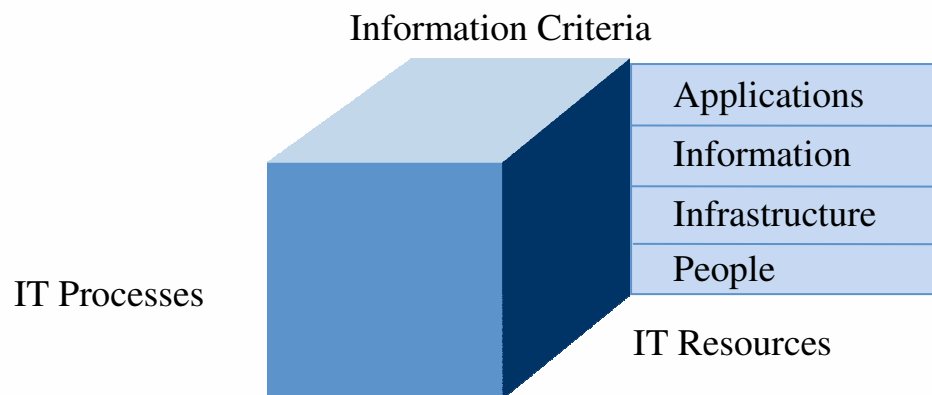 Information Criteria
Applications
Information
Infrastructure
People
IT Processes
IT Resources